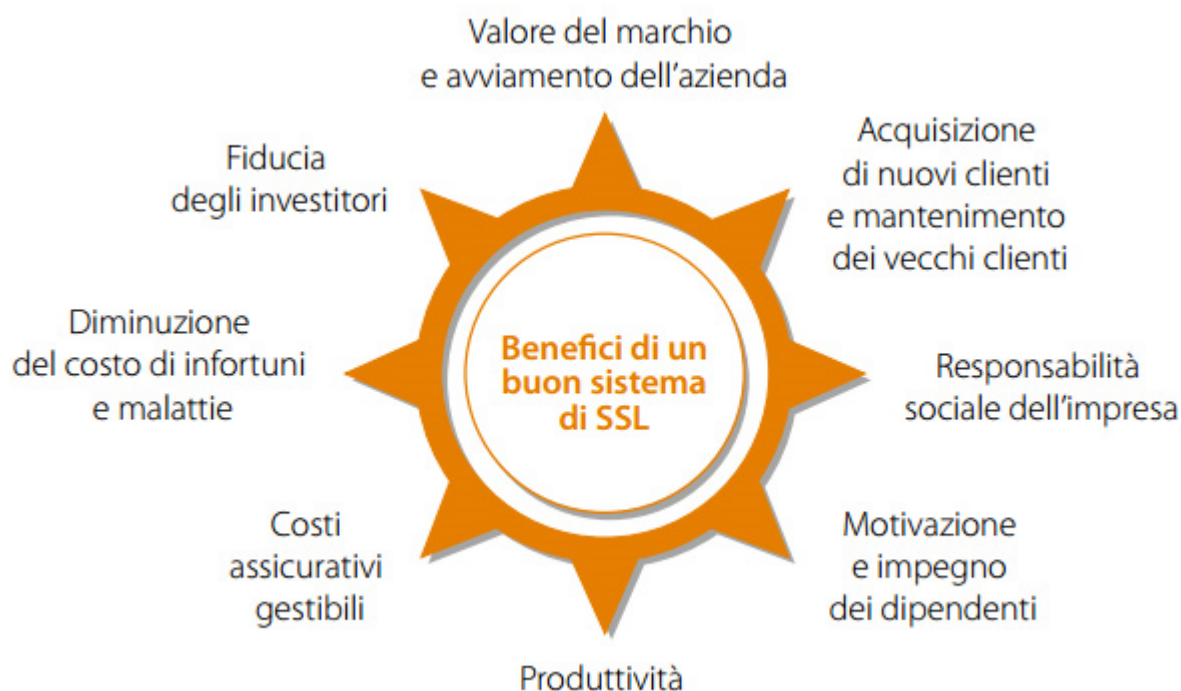 Valore del marchio
e avviamento dell'azienda
Acquisizione
di nuovi clienti
e mantenimento
dei vecchi clienti
Responsabilità
sociale dell'impresa
Motivazione
e impegno
dei dipendenti
Produttività
Costi
assicurativi
gestibili
Diminuzione
del costo di infortuni
e malattie
Fiducia
degli investitori
Benefici di un
buon sistema
di SSL